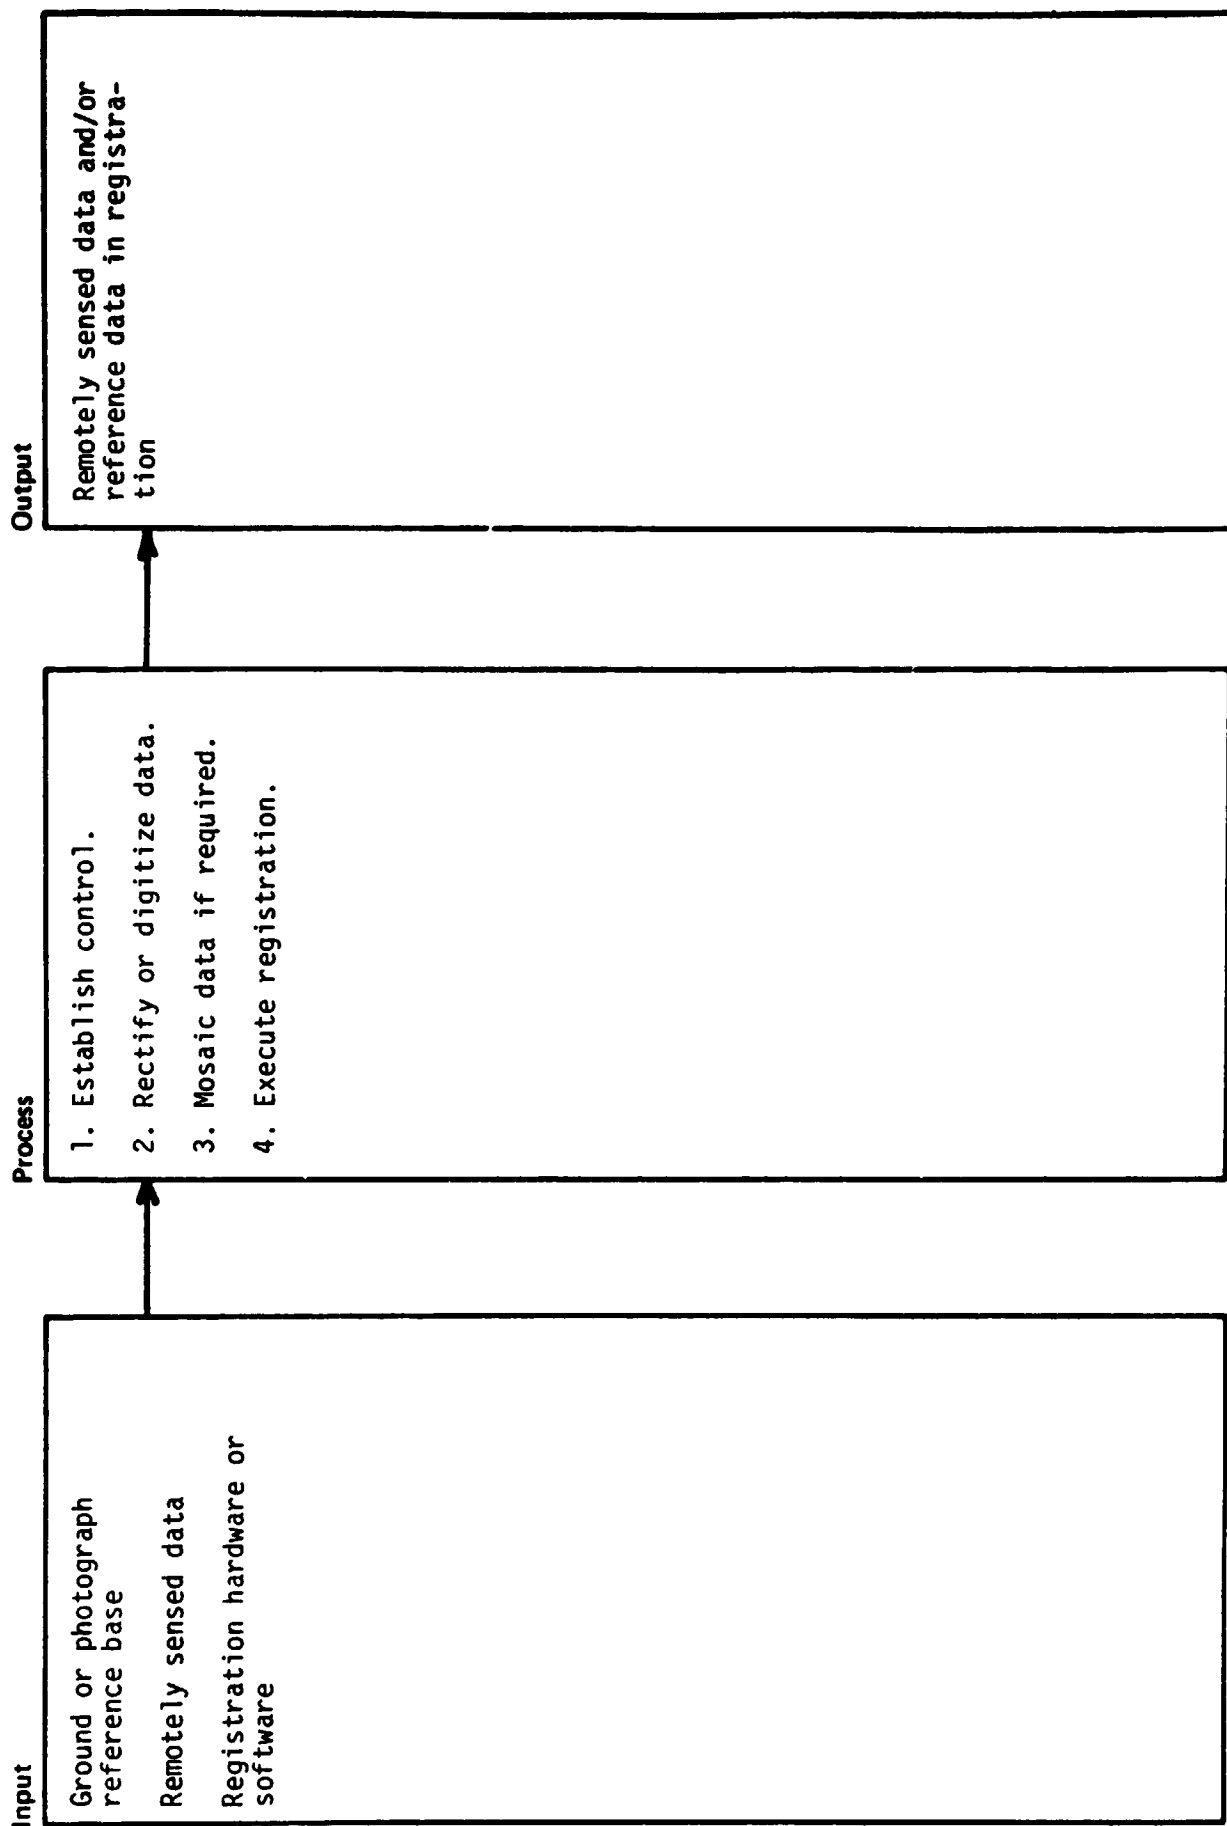 Input
Ground or photograph
reference base
Remotely sensed data
Registration hardware or
software
Process
1. Establish control.
2. Rectify or digitize data.
3. Mosaic data if required.
4. Execute registration.
Output
Remotely sensed data and/or
reference data in registra-
tion